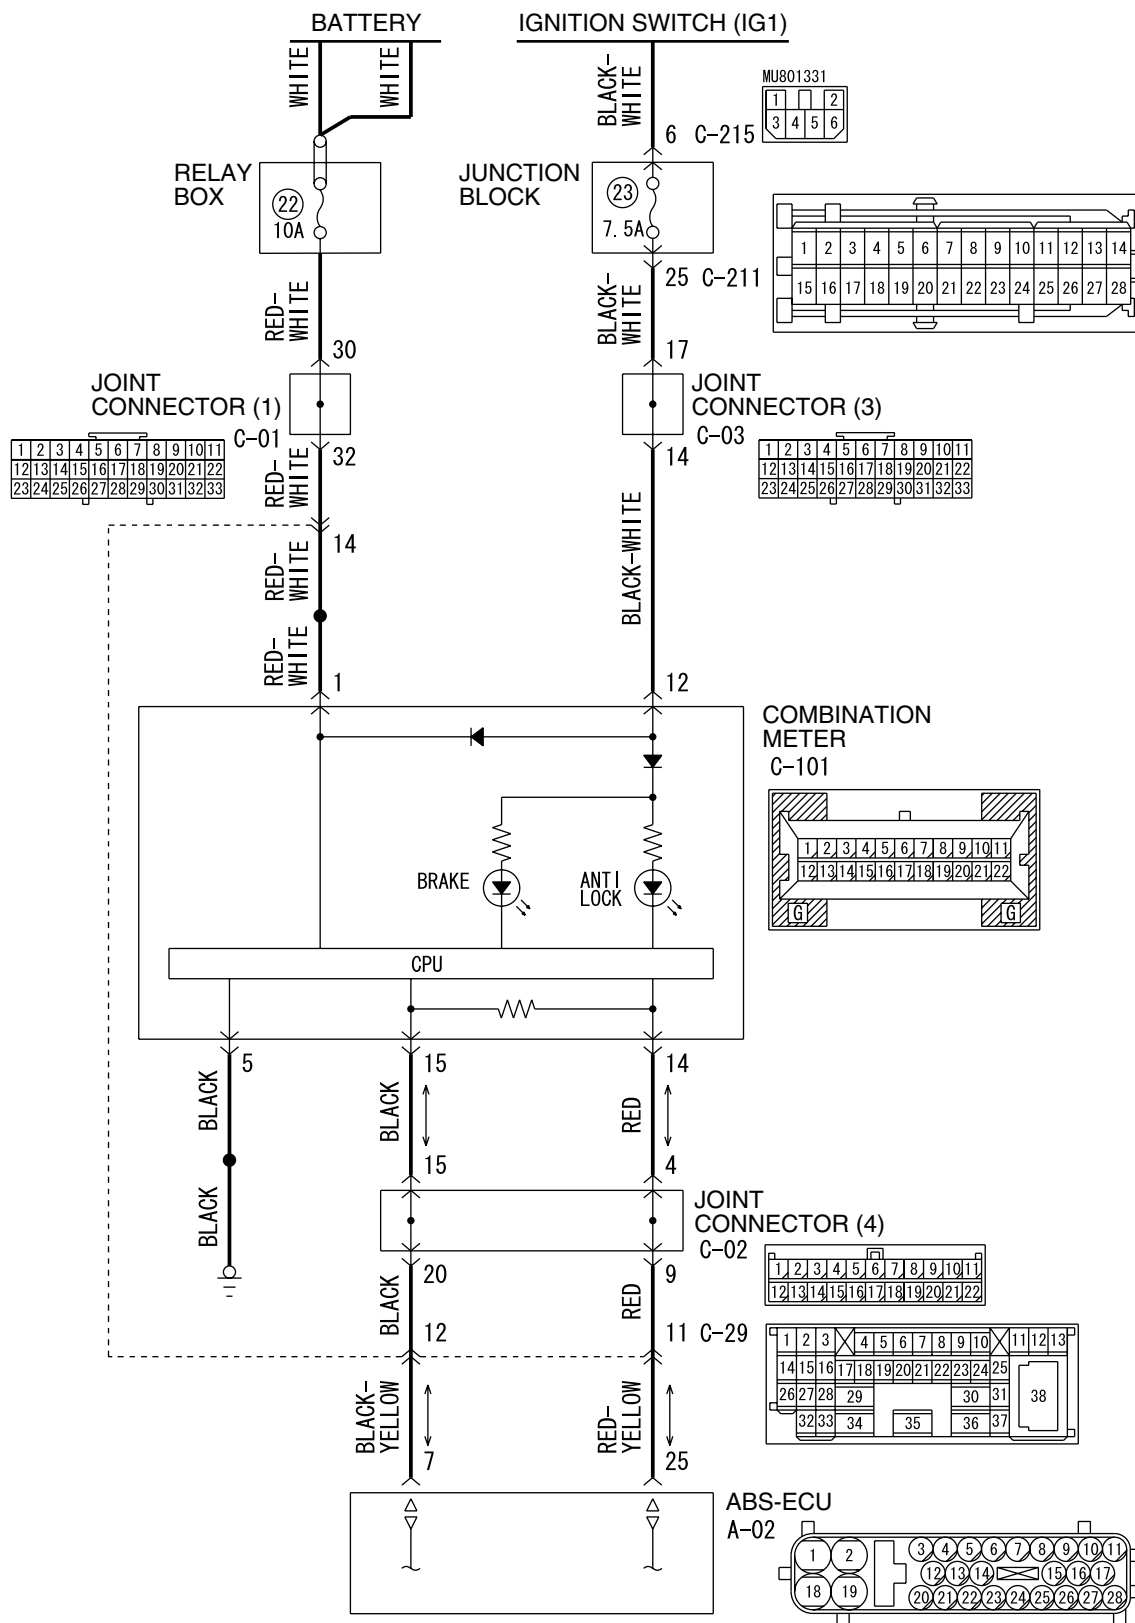 BATTERY
IGNITION SWITCH (IG1)
WHITE
WHITE
BLACK-
WHITE
MU801331
1 2
3 4 5 6
6 C-215
RELAY
BOX
22
10A
JUNCTION
BLOCK
23
7.5A
25 C-211
1 2 3 4 5 6 7 8 9 10 11 12 13 14
15 16 17 18 19 20 21 22 23 24 25 26 27 28
RED-
WHITE
BLACK-
WHITE
30
17
JOINT
CONNECTOR (1)
C-01
1 2 3 4 5 6 7 8 9 10 11
12 13 14 15 16 17 18 19 20 21 22
23 24 25 26 27 28 29 30 31 32 33
JOINT
CONNECTOR (3)
C-03
1 2 3 4 5 6 7 8 9 10 11
12 13 14 15 16 17 18 19 20 21 22
23 24 25 26 27 28 29 30 31 32 33
32
14
RED-
WHITE
14
RED-
WHITE
BLACK-WHITE
RED-
WHITE
1
12
COMBINATION
METER
C-101
1 2 3 4 5 6 7 8 9 10 11
12 13 14 15 16 17 18 19 20 21 22
G G
BRAKE
ANTI
LOCK
CPU
5
15
14
BLACK
BLACK
RED
15
4
BLACK
JOINT
CONNECTOR (4)
C-02
1 2 3 4 5 6 7 8 9 10 11
12 13 14 15 16 17 18 19 20 21 22
20
9
BLACK
RED
12
11 C-29
1 2 3 4 5 6 7 8 9 10 11 12 13
14 15 16 17 18 19 20 21 22 23 24 25
26 27 28 29 30 31 38
32 33 34 35 36 37
BLACK-
YELLOW
RED-
YELLOW
7
25
ABS-ECU
A-02
1 2 3 4 5 6 7 8 9 10 11
12 13 14 15 16 17
18 19 20 21 22 23 24 25 26 27 28